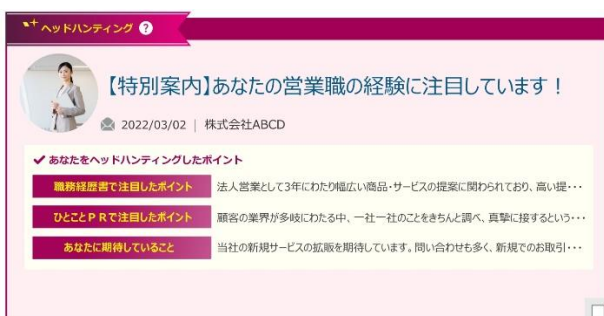 ヘッドハンティング ?
【特別案内】あなたの営業職の経験に注目しています！
2022/03/02 | 株式会社ABCD
あなたをヘッドハンティングしたポイント
職務経歴書で注目したポイント 法人営業として3年にわたり幅広い商品・サービスの提案に関わられており、高い提・・・
ひとことPRで注目したポイント 顧客の業界が多岐にわたる中、一社一社のことをきちんと調べ、真摯に接するという・・・
あなたに期待していること 当社の新規サービスの拡販を期待しています。問い合わせも多く、新規でのお取引・・・